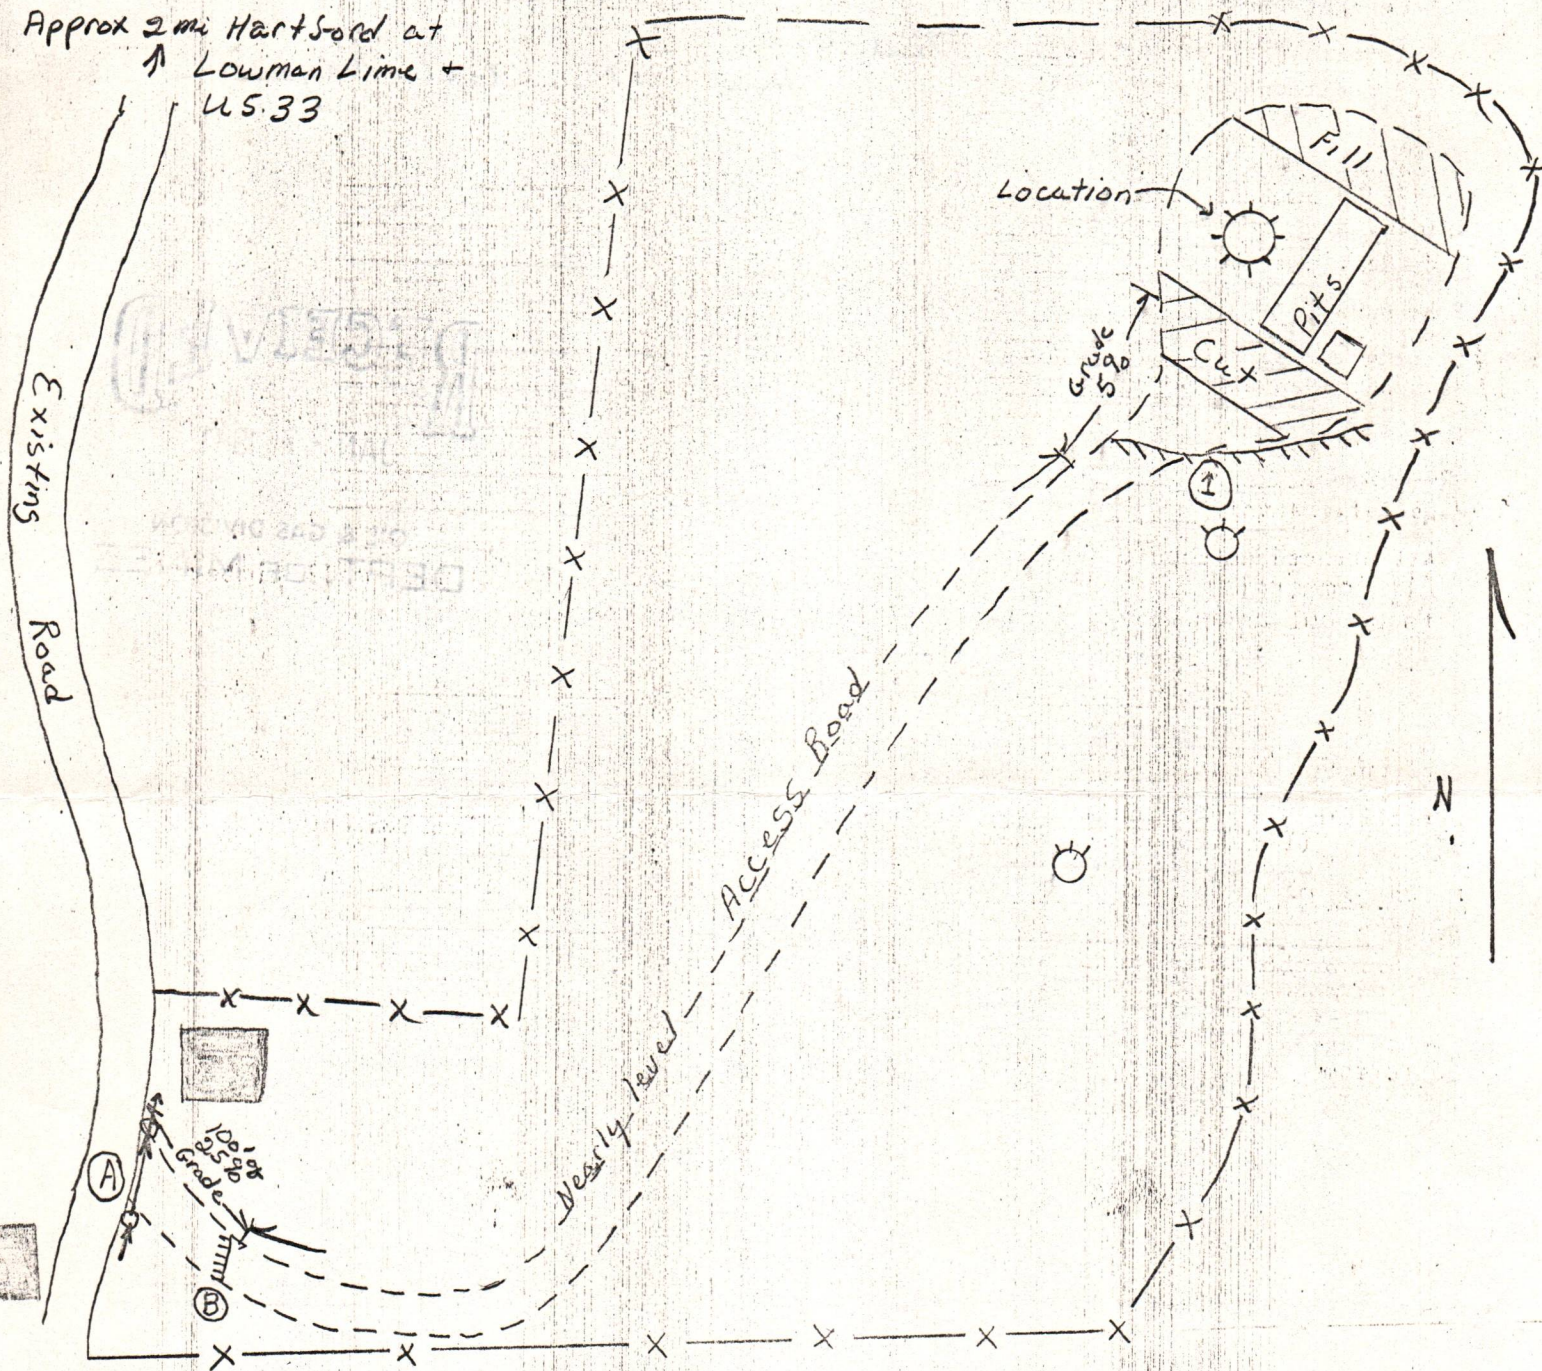 Approx 2 mi Hartford at
Lowman Lime +
US.33
Fill
Location
Pits
Cut
Grade
5%
1
Existing Road
Access Road
N.
Nearly level
100' of
25%
Grade
A
B